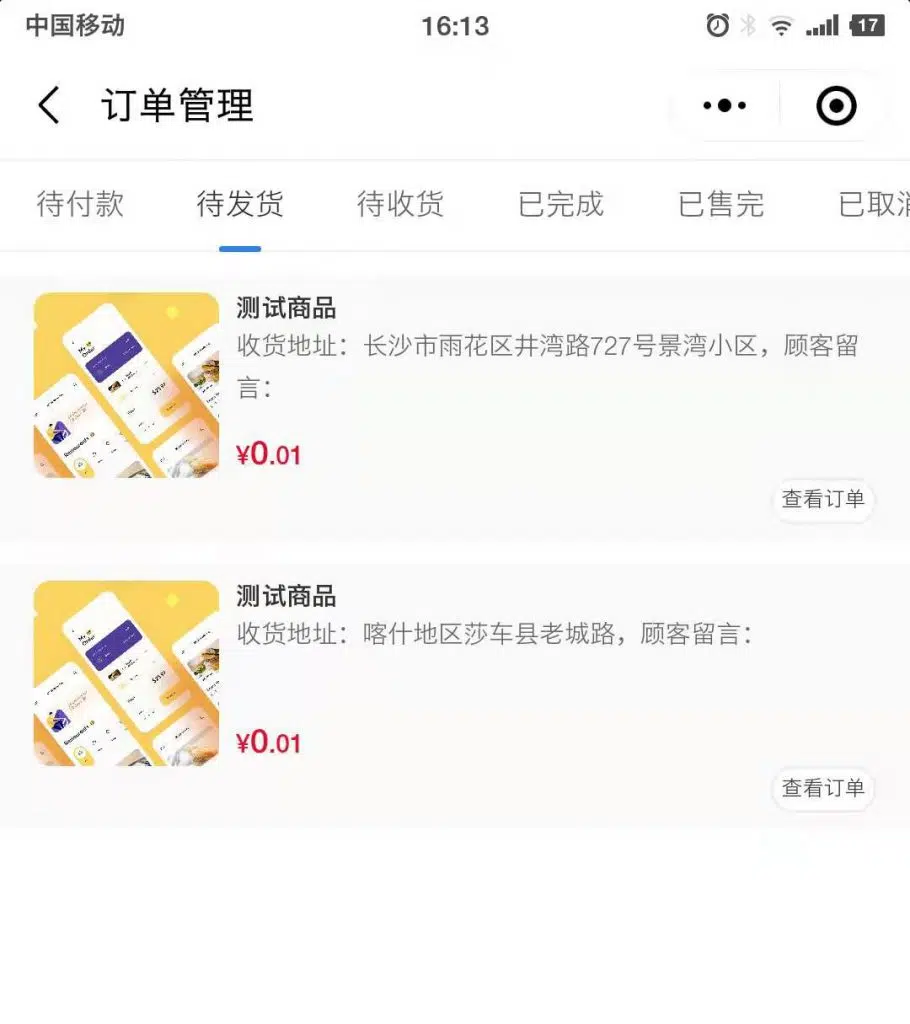 中国移动
16:13
17
订单管理
待付款
待发货
待收货
已完成
已售完
已取消
测试商品
收货地址：长沙市雨花区井湾路727号景湾小区，顾客留
言：
¥0.01
查看订单
测试商品
收货地址：喀什地区莎车县老城路，顾客留言：
¥0.01
查看订单